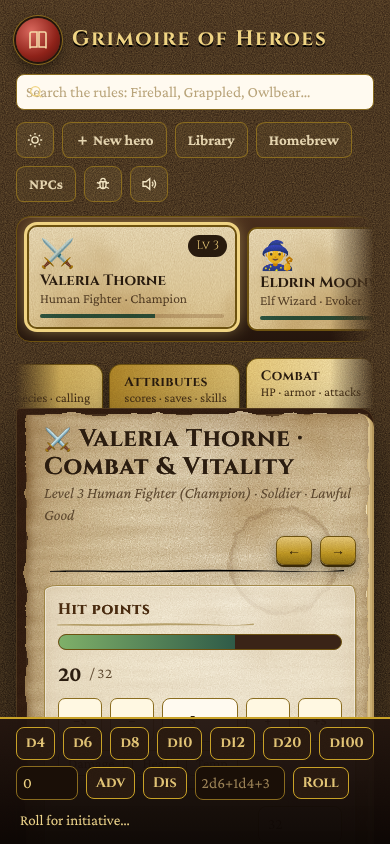 Grimoire of Heroes
Search the rules: Fireball, Grappled, Owlbear...
+ New hero
Library
Homebrew
NPCs
Lv 3
Valeria Thorne
Human Fighter · Champion
Eldrin Moon
Elf Wizard · Evoker
· calling
Attributes
scores · saves · skills
Combat
HP · armor · attacks
⚔️ Valeria Thorne ·
Combat & Vitality
Level 3 Human Fighter (Champion) · Soldier · Lawful
Good
← →
Hit points
20 / 32
D4 D6 D8 D10 D12 D20 D100
0 Adv Dis 2d6+1d4+3 Roll
Roll for initiative...